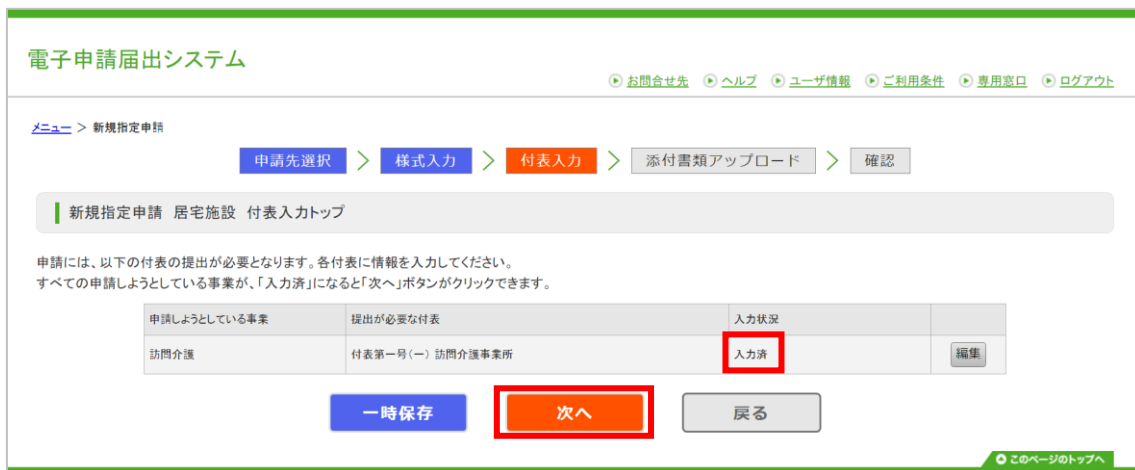 電子申請届出システム
お問合せ先 ヘルプ ユーザ情報 ご利用条件 専用窓口 ログアウト
メニュー > 新規指定申請
申請先選択 > 様式入力 > 付表入力 > 添付書類アップロード > 確認
新規指定申請 居宅施設 付表入力トップ
申請には、以下の付表の提出が必要となります。各付表に情報を入力してください。
すべての申請しようとしている事業が、「入力済」になると「次へ」ボタンがクリックできます。
申請しようとしている事業 提出が必要な付表 入力状況
訪問介護 付表第一号(一) 訪問介護事業所 入力済 編集
一時保存 次へ 戻る
このページのトップへ